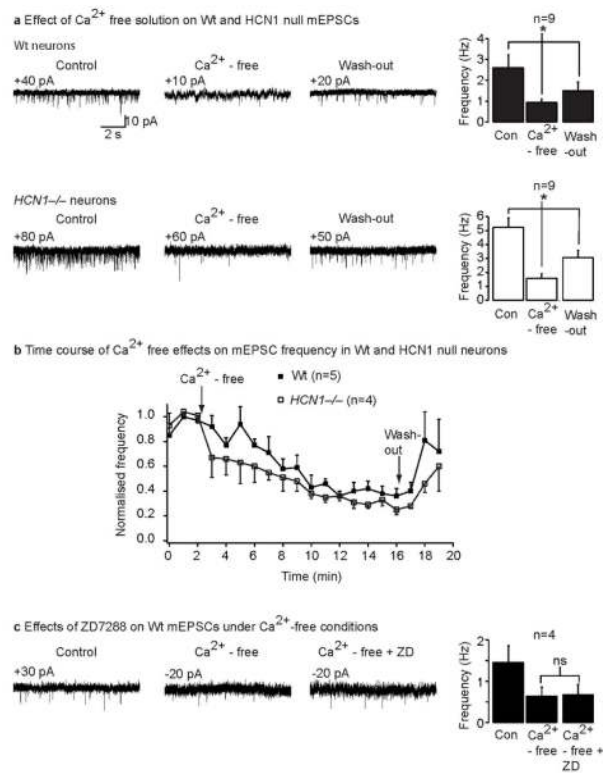 a Effect of Ca2+ free solution on Wt and HCN1 null mEPSCs
Wt neurons
Control
Ca2+ - free
Wash-out
+40 pA
+10 pA
+20 pA
10 pA
2 s
n=9
*
Frequency (Hz)
4
3
2
1
0
Con
Ca2+
- free
Wash
-out
HCN1–/– neurons
Control
Ca2+ - free
Wash-out
+80 pA
+60 pA
+50 pA
n=9
*
Frequency (Hz)
6
5
4
3
2
1
0
Con
Ca2+
- free
Wash
-out
b Time course of Ca2+ free effects on mEPSC frequency in Wt and HCN1 null neurons
Ca2+ - free
Wt (n=5)
HCN1–/– (n=4)
Wash-
out
Normalised frequency
1.0
0.8
0.6
0.4
0.2
0.0
0 2 4 6 8 10 12 14 16 18 20
Time (min)
c Effects of ZD7288 on Wt mEPSCs under Ca2+-free conditions
Control
Ca2+ - free
Ca2+ - free + ZD
+30 pA
-20 pA
-20 pA
n=4
ns
Frequency (Hz)
2
1
0
Con
Ca2+
- free
Ca2+
- free +
ZD